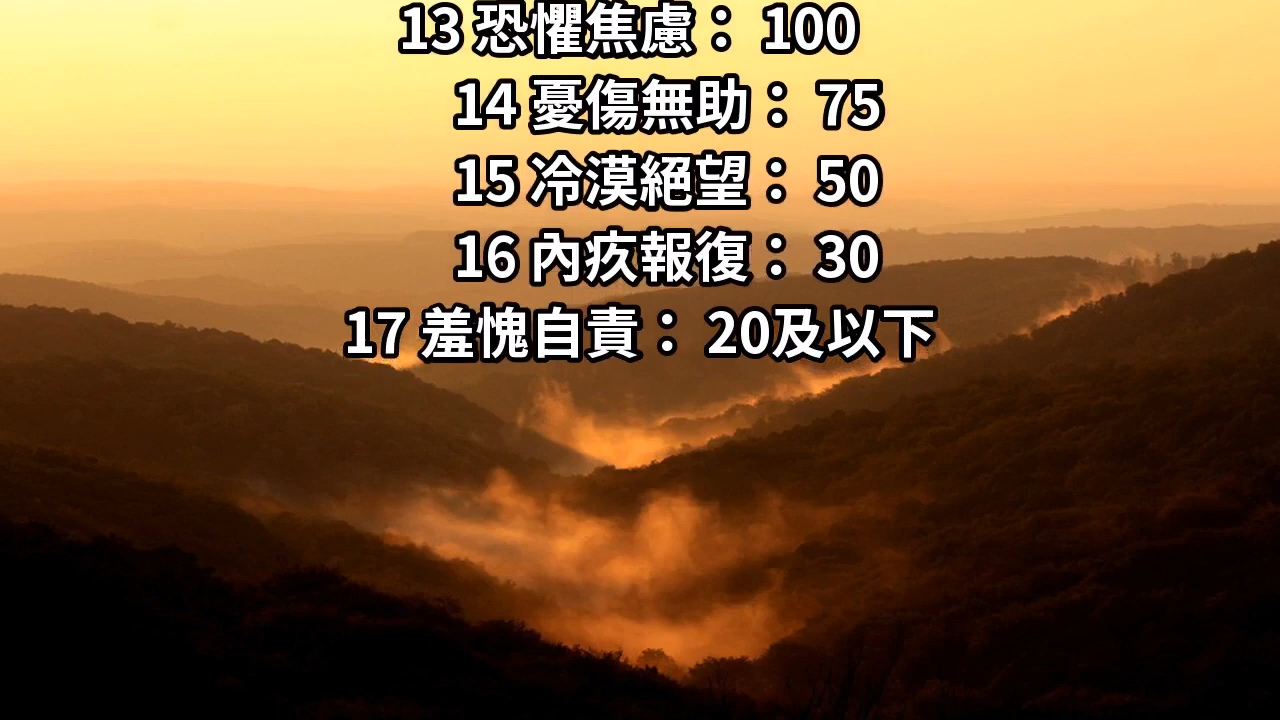 13 恐懼焦慮： 100
14 憂傷無助： 75
15 冷漠絕望： 50
16 內疚報復： 30
17 羞愧自責： 20及以下